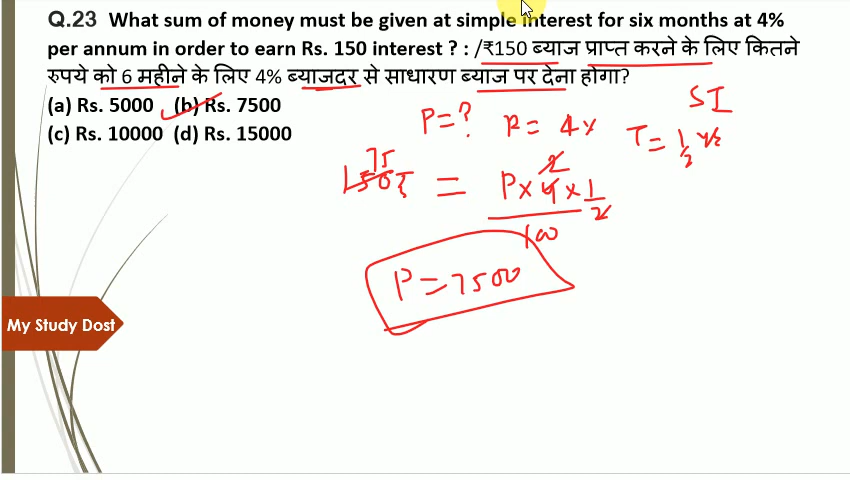 Q.23 What sum of money must be given at simple interest for six months at 4%
per annum in order to earn Rs. 150 interest ? : /₹150 ब्याज प्राप्त करने के लिए कितने
रुपये को 6 महीने के लिए 4% ब्याजदर से साधारण ब्याज पर देना होगा?
(a) Rs. 5000 (b) Rs. 7500
(c) Rs. 10000 (d) Rs. 15000
SI
P=? R= 4% T= 1/2
75 2
150 = P×4×1/2
100
P=7500
My Study Dost